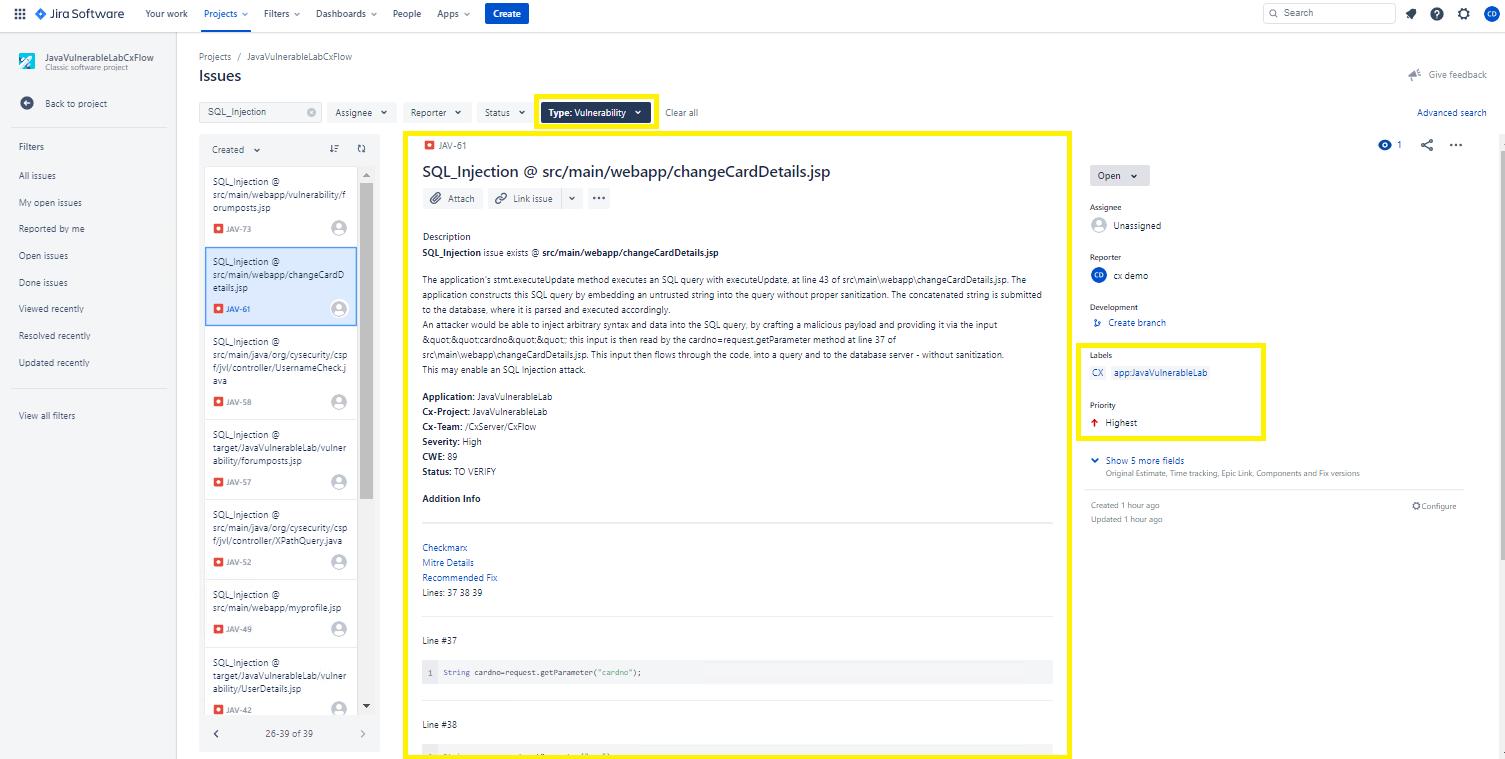 Jira Software
Your work
Projects
Filters
Dashboards
People
Apps
Create
Search
CD
JavaVulnerableLabCxFlow
Classic software project
Back to project
Filters
All issues
My open issues
Reported by me
Open issues
Done issues
Viewed recently
Resolved recently
Updated recently
View all filters
Projects / JavaVulnerableLabCxFlow
Issues
Give feedback
SQL_Injection
Assignee
Reporter
Status
Type: Vulnerability
Clear all
Advanced search
Created
SQL_Injection @
src/main/webapp/vulnerability/f
orumposts.jsp
JAV-73
SQL_Injection @
src/main/webapp/changeCardD
etails.jsp
JAV-61
SQL_Injection @
src/main/java/org/cysecurity/csp
f/jvl/controller/UsernameCheck.j
ava
JAV-58
SQL_Injection @
target/JavaVulnerableLab/vulner
ability/forumposts.jsp
JAV-57
SQL_Injection @
src/main/java/org/cysecurity/csp
f/jvl/controller/XPathQuery.java
JAV-52
SQL_Injection @
src/main/webapp/myprofile.jsp
JAV-49
SQL_Injection @
target/JavaVulnerableLab/vulner
ability/UserDetails.jsp
JAV-42
26-39 of 39
JAV-61
SQL_Injection @ src/main/webapp/changeCardDetails.jsp
Attach
Link issue
Description
SQL_Injection issue exists @ src/main/webapp/changeCardDetails.jsp
The application's stmt.executeUpdate method executes an SQL query with executeUpdate, at line 43 of src\main\webapp\changeCardDetails.jsp. The
application constructs this SQL query by embedding an untrusted string into the query without proper sanitization. The concatenated string is submitted
to the database, where it is parsed and executed accordingly.
An attacker would be able to inject arbitrary syntax and data into the SQL query, by crafting a malicious payload and providing it via the input
&quot;&quot;cardno&quot;&quot;; this input is then read by the cardno=request.getParameter method at line 37 of
src\main\webapp\changeCardDetails.jsp. This input then flows through the code, into a query and to the database server - without sanitization.
This may enable an SQL Injection attack.
Application: JavaVulnerableLab
Cx-Project: JavaVulnerableLab
Cx-Team: /CxServer/CxFlow
Severity: High
CWE: 89
Status: TO VERIFY
Addition Info
Checkmarx
Mitre Details
Recommended Fix
Lines: 37 38 39
Line #37
1 String cardno=request.getParameter("cardno");
Line #38
1
Open
Assignee
Unassigned
Reporter
CD cx demo
Development
Create branch
Labels
CX app:JavaVulnerableLab
Priority
Highest
Show 5 more fields
Original Estimate, Time tracking, Epic Link, Components and Fix versions
Created 1 hour ago
Updated 1 hour ago
Configure